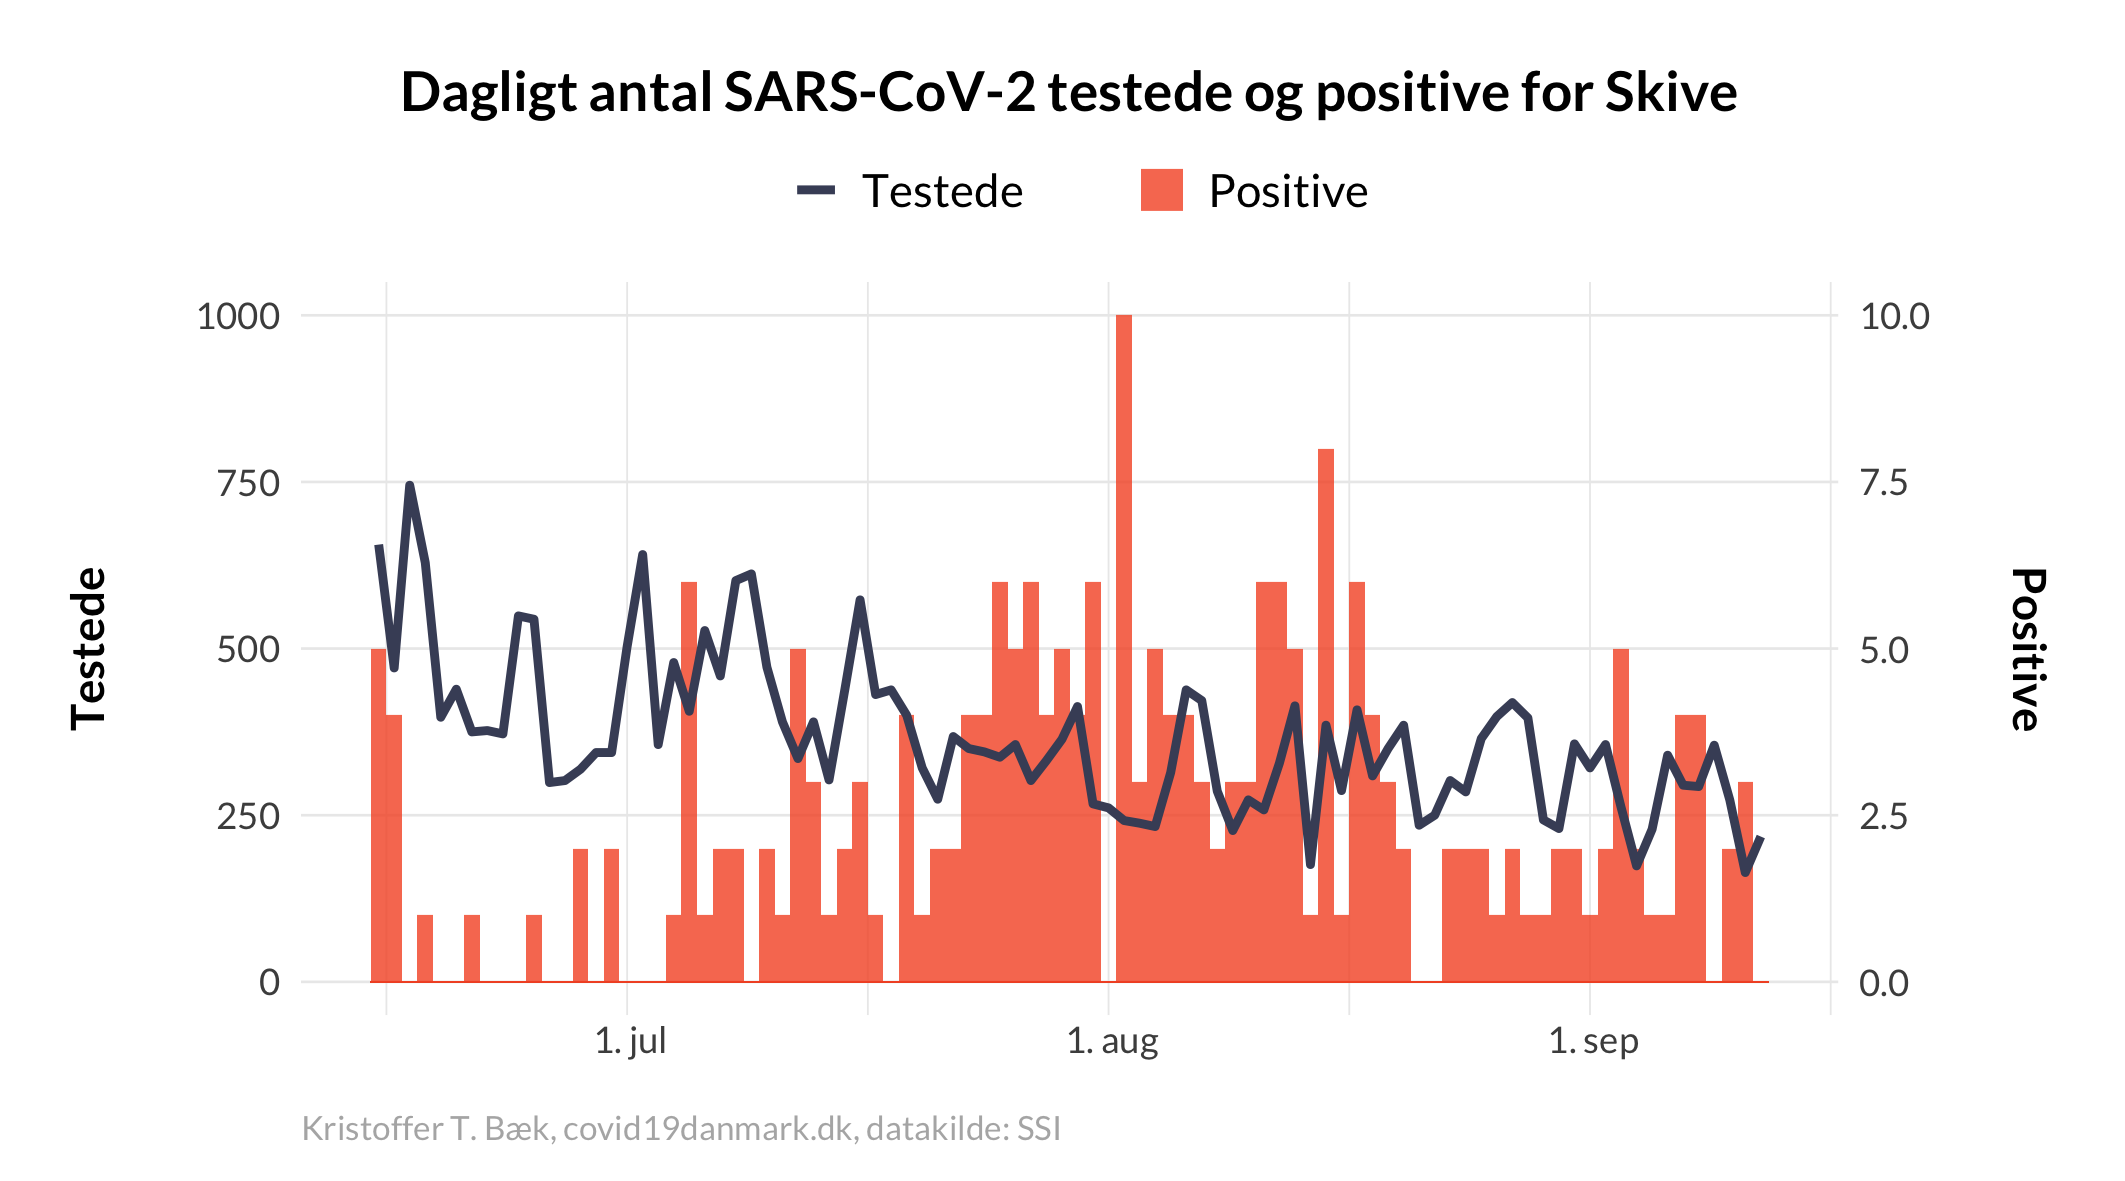 Dagligt antal SARS-CoV-2 testede og positive for Skive
Testede Positive
1000 10.0
750 7.5
500 5.0
250 2.5
0 0.0
Testede
Positive
1. jul 1. aug 1. sep
Kristoffer T. Bæk, covid19danmark.dk, datakilde: SSI